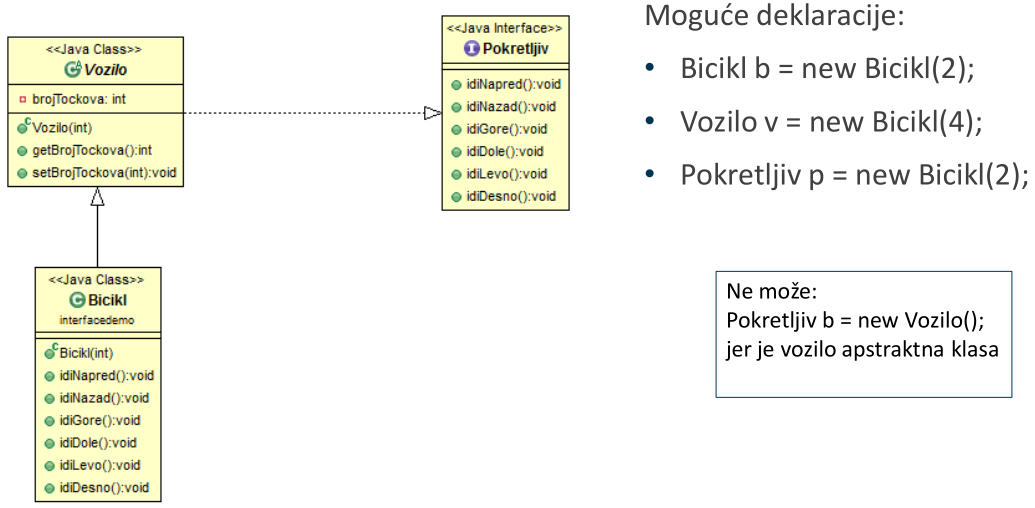 <<Java Class>>
Vozilo
brojTockova: int
Vozilo(int)
getBrojTockova():int
setBrojTockova(int):void
<<Java Interface>>
Pokretljiv
idiNapred():void
idiNazad():void
idiGore():void
idiDole():void
idiLevo():void
idiDesno():void
<<Java Class>>
Bicikl
interfacedemo
Bicikl(int)
idiNapred():void
idiNazad():void
idiGore():void
idiDole():void
idiLevo():void
idiDesno():void
Moguće deklaracije:
• Bicikl b = new Bicikl(2);
• Vozilo v = new Bicikl(4);
• Pokretljiv p = new Bicikl(2);
Ne može:
Pokretljiv b = new Vozilo();
jer je vozilo apstraktna klasa